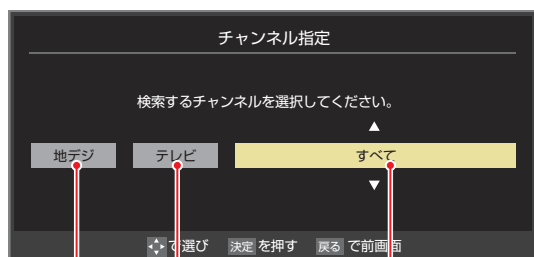 チャンネル指定
検索するチャンネルを選択してください。
▲
地デジ テレビ すべて
▼
で選び 決定 を押す 戻る で前画面